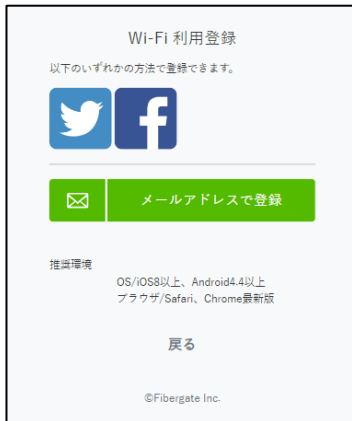 Wi-Fi 利用登録
以下のいずれかの方法で登録できます。
メールアドレスで登録
推奨環境
OS/iOS8以上、Android4.4以上
ブラウザ/Safari、Chrome最新版
戻る
©Fibergate Inc.